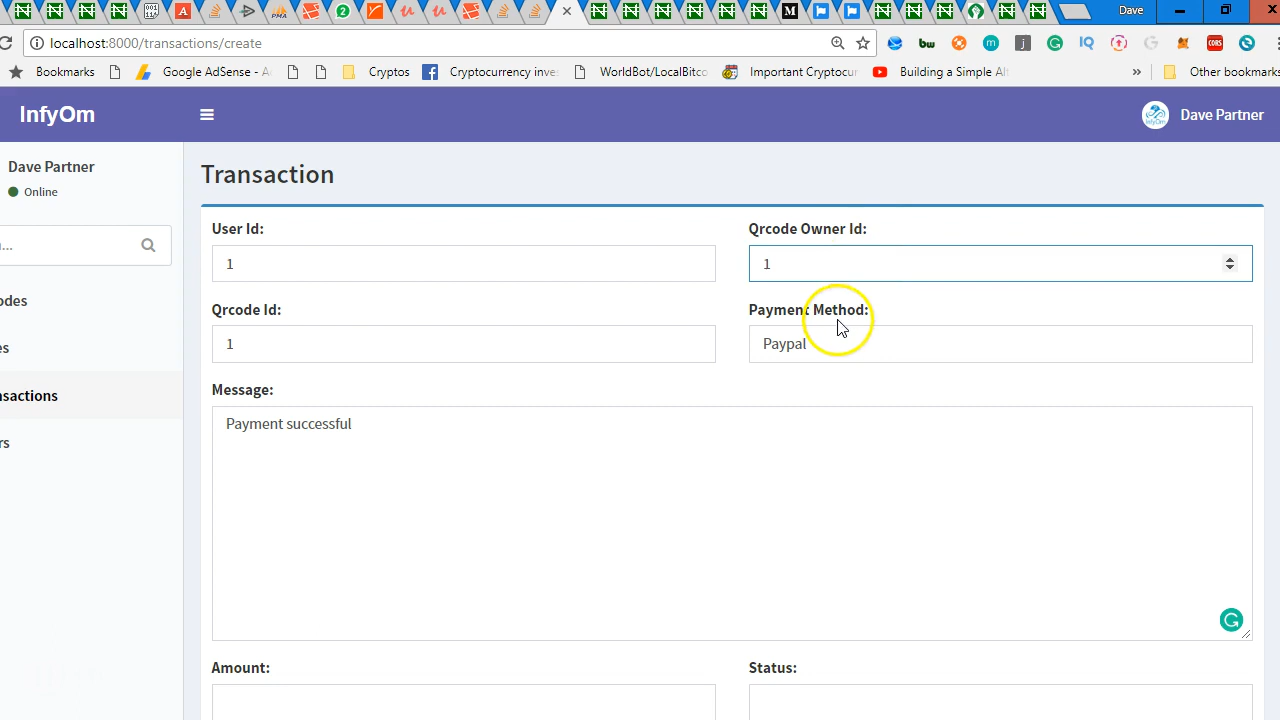 Dave
localhost:8000/transactions/create
Bookmarks
Google AdSense - A
Cryptos
Cryptocurrency inve
WorldBot/LocalBitco
Important Cryptocur
Building a Simple Al
»
Other bookmarks
InfyOm
Dave Partner
Dave Partner
Online
Transaction
User Id:
Qrcode Owner Id:
1
1
...
odes
Qrcode Id:
Payment Method:
1
Paypal
es
Message:
nsactions
Payment successful
rs
Amount:
Status: